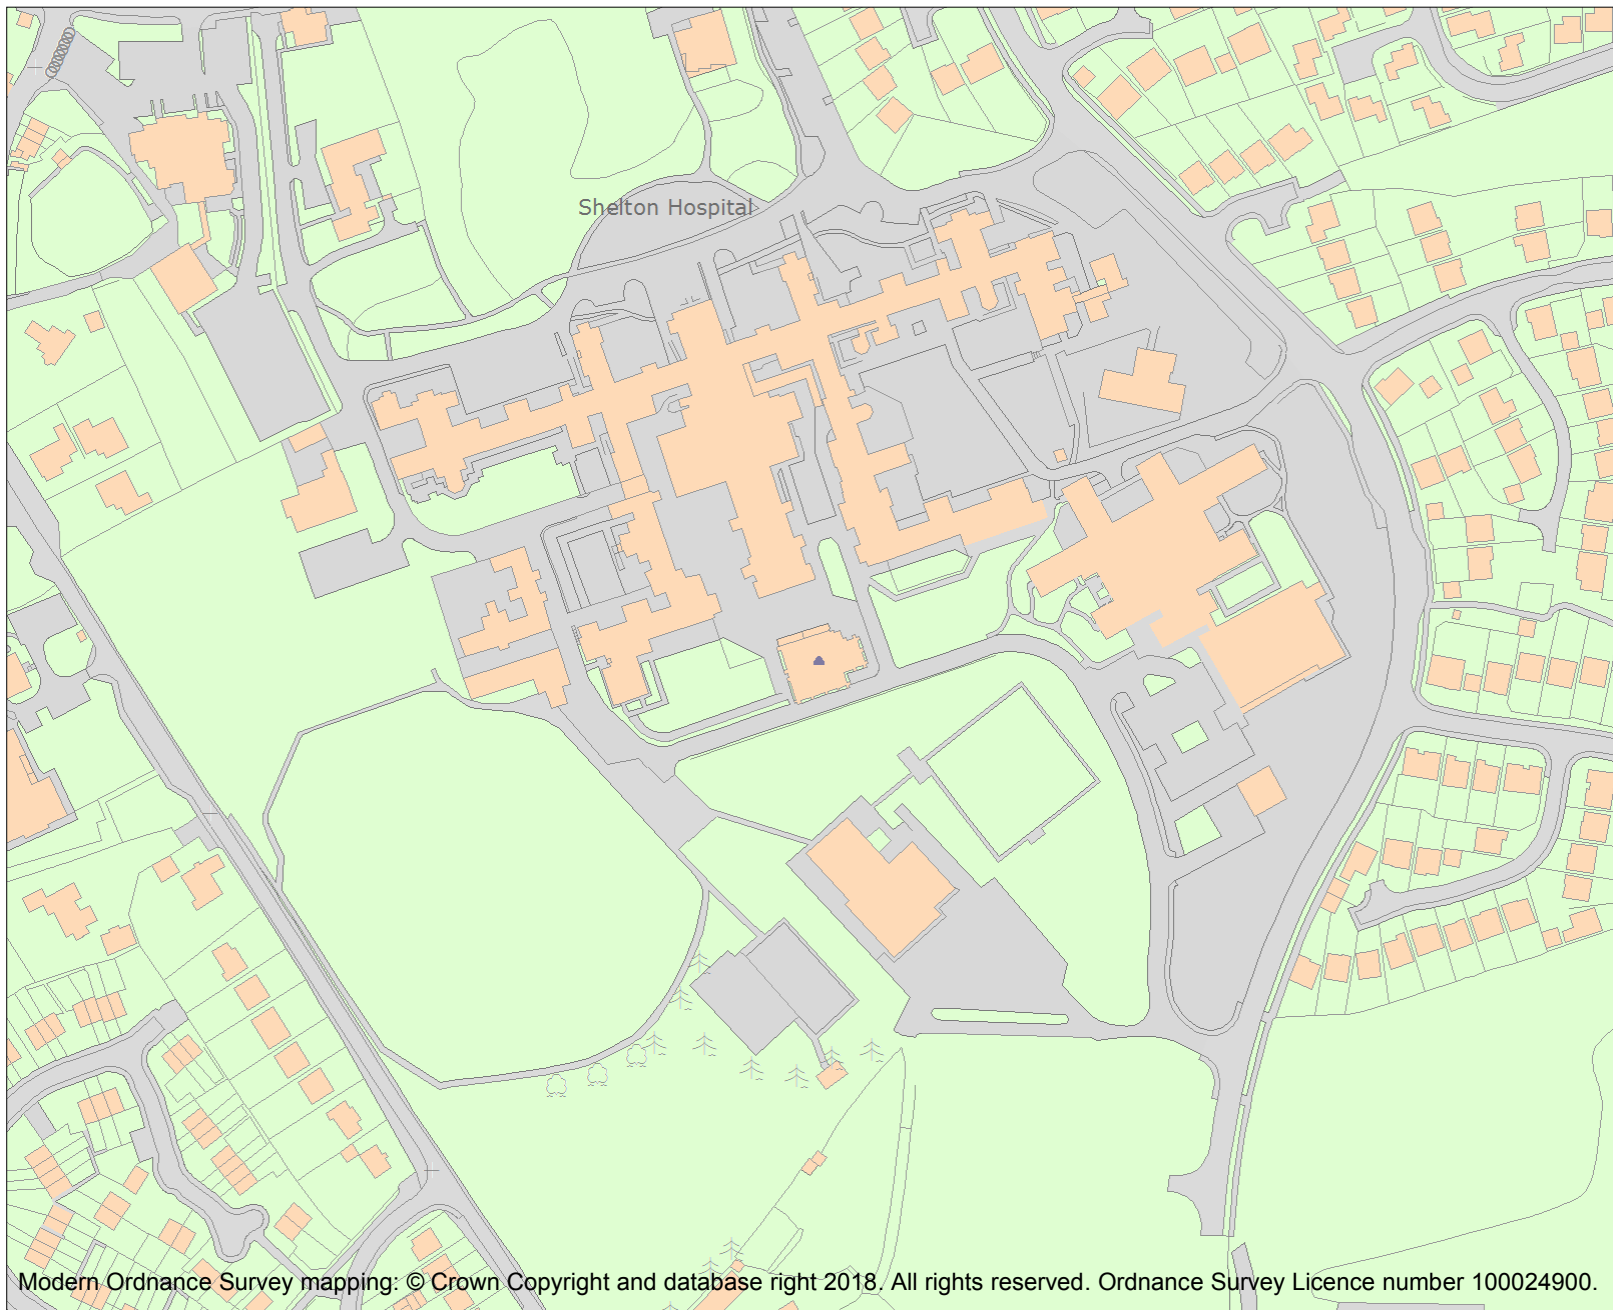 Shelton Hospital
Modern Ordnance Survey mapping: © Crown Copyright and database right 2018. All rights reserved. Ordnance Survey Licence number 100024900.